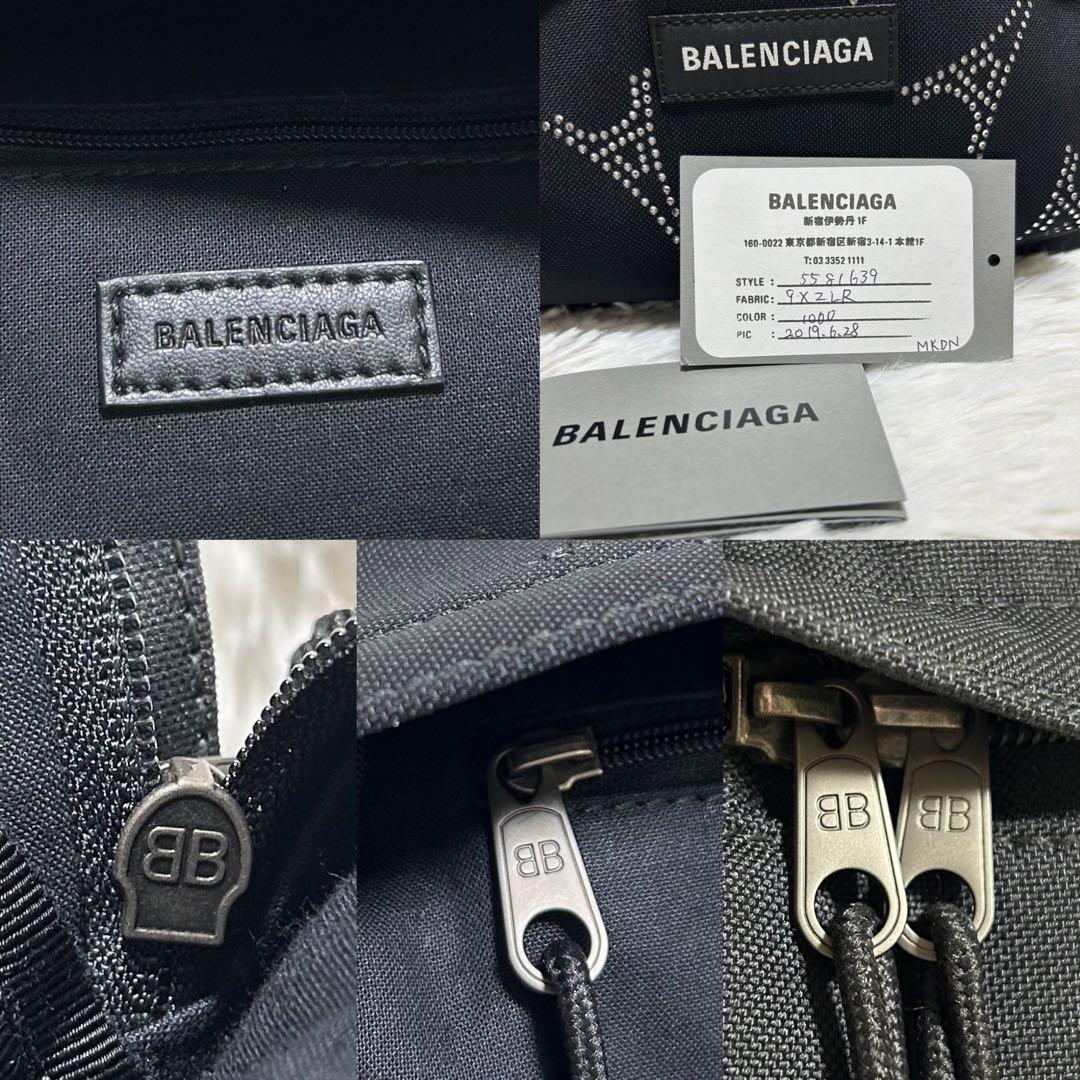 BALENCIAGA
BALENCIAGA
BALENCIAGA
新宿伊勢丹 1F
160-0022 東京都新宿区新宿3-14-1 本館1F
T: 03 3352 1111
STYLE : 5581639
FABRIC: 9X2LR
COLOR : 1000
PIC : 2019.6.28
MKDN
BALENCIAGA
BB
BB
BB
BB